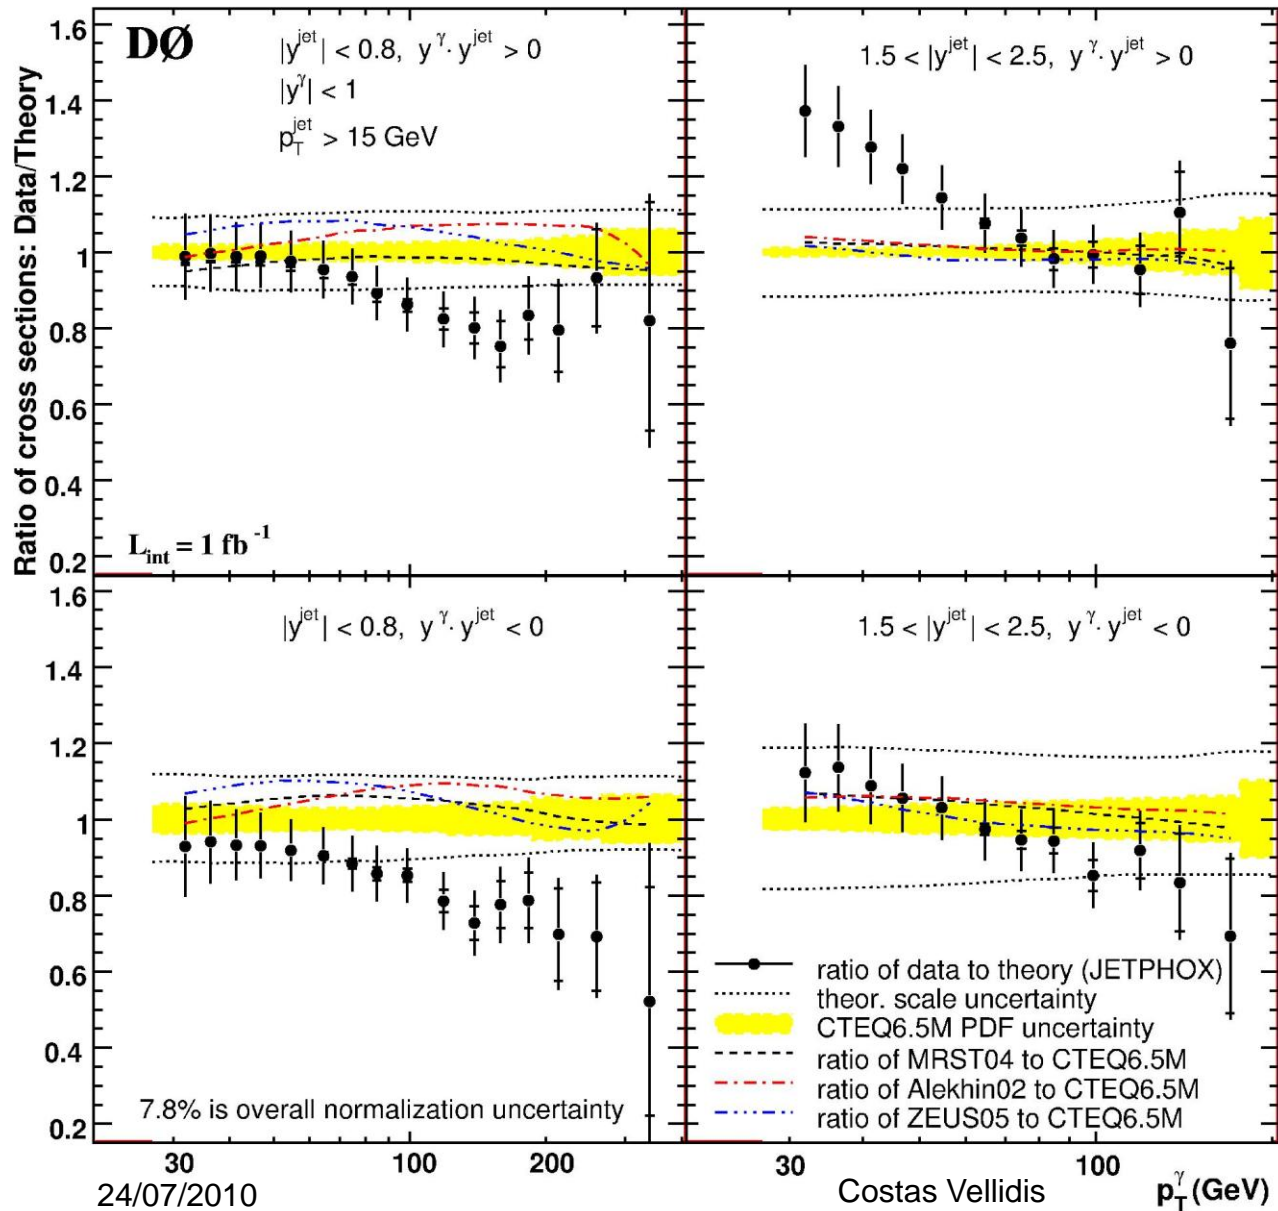 DØ
|y^jet| < 0.8, y^γ · y^jet > 0
|y^γ| < 1
p_T^jet > 15 GeV
1.5 < |y^jet| < 2.5, y^γ · y^jet > 0
Ratio of cross sections: Data/Theory
1.6
1.4
1.2
1
0.8
0.6
0.4
0.2
L_int = 1 fb^-1
|y^jet| < 0.8, y^γ · y^jet < 0
1.5 < |y^jet| < 2.5, y^γ · y^jet < 0
1.6
1.4
1.2
1
0.8
0.6
0.4
0.2
ratio of data to theory (JETPHOX)
theor. scale uncertainty
CTEQ6.5M PDF uncertainty
ratio of MRST04 to CTEQ6.5M
ratio of Alekhin02 to CTEQ6.5M
ratio of ZEUS05 to CTEQ6.5M
7.8% is overall normalization uncertainty
30 100 200
30 100
p_T^γ (GeV)
24/07/2010
Costas Vellidis